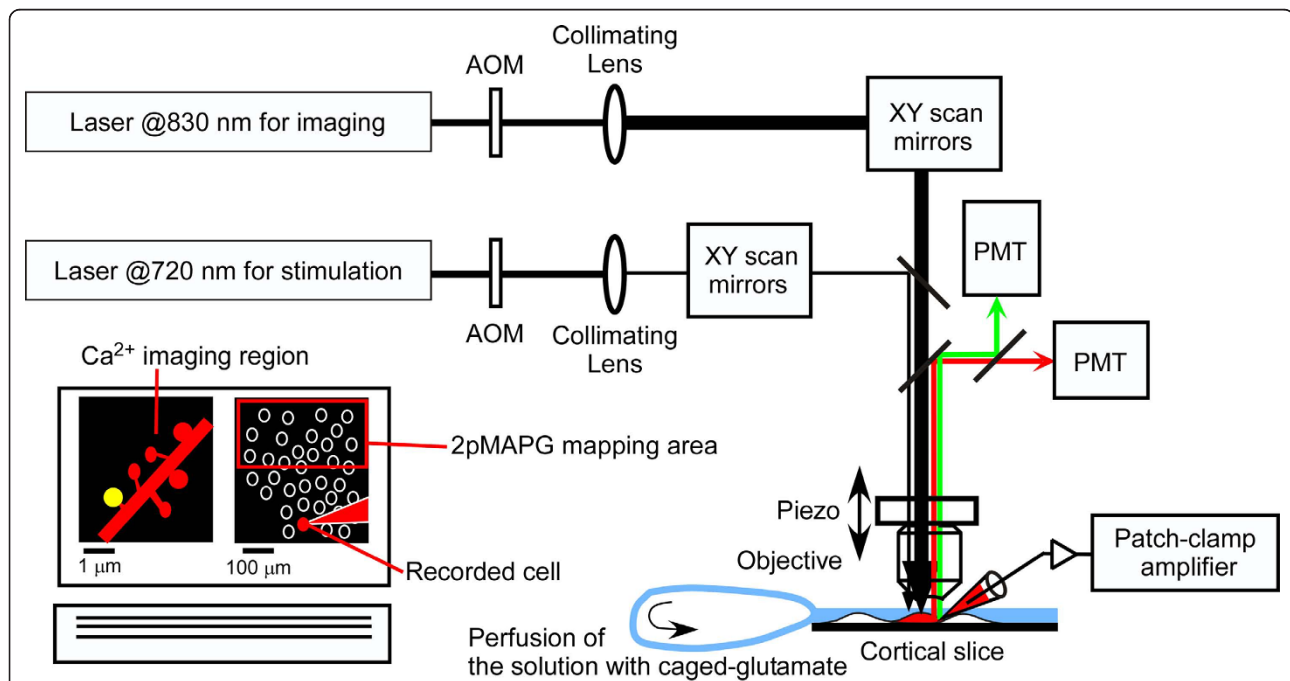 Collimating
Lens
AOM
Laser @830 nm for imaging
XY scan
mirrors
Laser @720 nm for stimulation
XY scan
mirrors
PMT
AOM
Collimating
Lens
PMT
Ca²⁺ imaging region
2pMAPG mapping area
1 μm
100 μm
Recorded cell
Piezo
Objective
Patch-clamp
amplifier
Perfusion of
the solution with caged-glutamate
Cortical slice